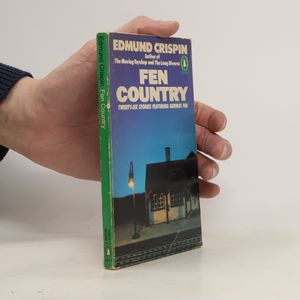 EDMUND CRISPIN
Author of
The Moving Toyshop and The Long Divorce
FEN
COUNTRY
TWENTY-SIX STORIES FEATURING GERVASE FEN
Edmund Crispin Fen Country